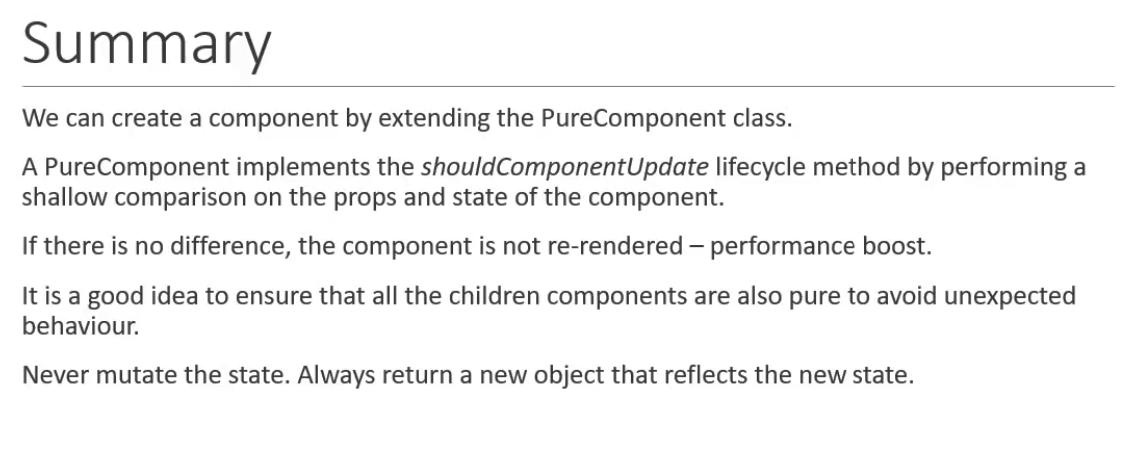 Summary
We can create a component by extending the PureComponent class.
A PureComponent implements the shouldComponentUpdate lifecycle method by performing a
shallow comparison on the props and state of the component.
If there is no difference, the component is not re-rendered – performance boost.
It is a good idea to ensure that all the children components are also pure to avoid unexpected
behaviour.
Never mutate the state. Always return a new object that reflects the new state.